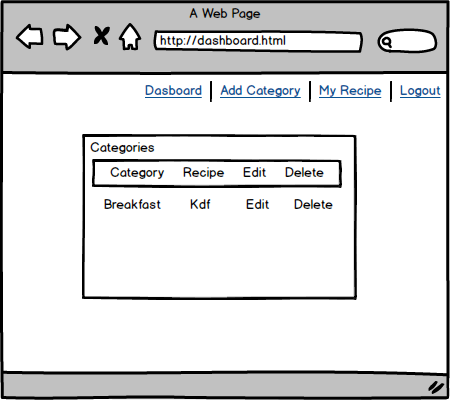 A Web Page
http://dashboard.html
Dasboard Add Category My Recipe Logout
Categories
Category Recipe Edit Delete
Breakfast Kdf Edit Delete